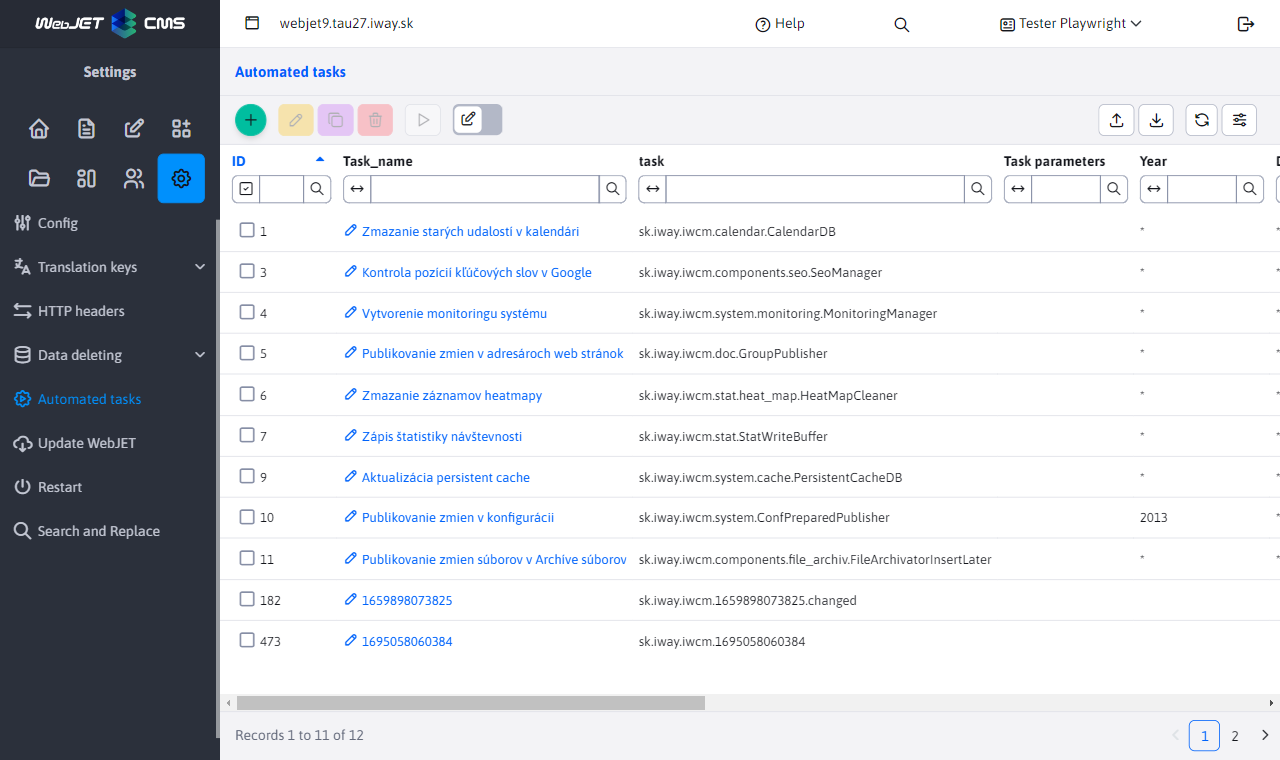 WebJET CMS
webjet9.tau27.iway.sk
Help
Tester Playwright
Settings
Automated tasks
Config
Translation keys
HTTP headers
Data deleting
Automated tasks
Update WebJET
Restart
Search and Replace
ID Task_name task Task parameters Year
1 Zmazanie starých udalostí v kalendári sk.iway.iwcm.calendar.CalendarDB * *
3 Kontrola pozícií kľúčových slov v Google sk.iway.iwcm.components.seo.SeoManager * *
4 Vytvorenie monitoringu systému sk.iway.iwcm.system.monitoring.MonitoringManager * *
5 Publikovanie zmien v adresároch web stránok sk.iway.iwcm.doc.GroupPublisher * *
6 Zmazanie záznamov heatmapy sk.iway.iwcm.stat.heat_map.HeatMapCleaner * *
7 Zápis štatistiky návštevnosti sk.iway.iwcm.stat.StatWriteBuffer * *
9 Aktualizácia persistent cache sk.iway.iwcm.system.cache.PersistentCacheDB * *
10 Publikovanie zmien v konfigurácii sk.iway.iwcm.system.ConfPreparedPublisher 2013 *
11 Publikovanie zmien súborov v Archíve súborov sk.iway.iwcm.components.file_archiv.FileArchivatorInsertLater * *
182 1659898073825 sk.iway.iwcm.1659898073825.changed
473 1695058060384 sk.iway.iwcm.1695058060384
Records 1 to 11 of 12
1 2